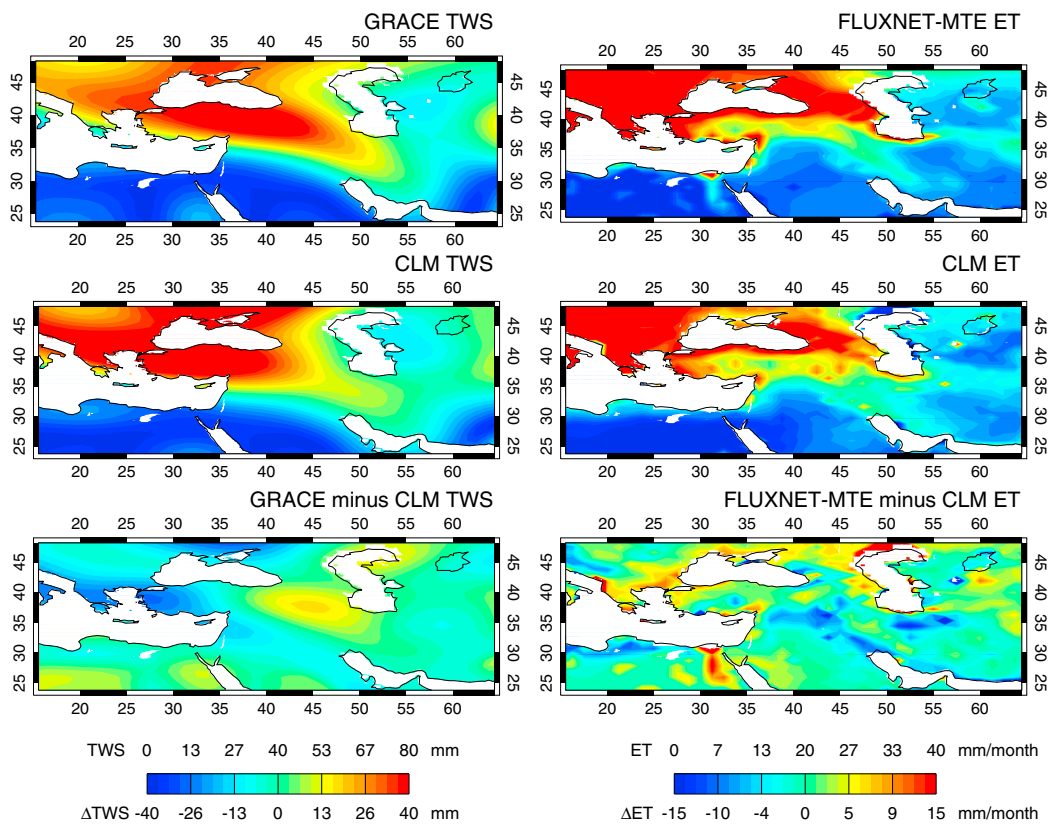 GRACE TWS
20 25 30 35 40 45 50 55 60
45 40 35 30 25
45 40 35 30 25
20 25 30 35 40 45 50 55 60
FLUXNET-MTE ET
20 25 30 35 40 45 50 55 60
45 40 35 30 25
45 40 35 30 25
20 25 30 35 40 45 50 55 60
CLM TWS
20 25 30 35 40 45 50 55 60
45 40 35 30 25
45 40 35 30 25
20 25 30 35 40 45 50 55 60
CLM ET
20 25 30 35 40 45 50 55 60
45 40 35 30 25
45 40 35 30 25
20 25 30 35 40 45 50 55 60
GRACE minus CLM TWS
20 25 30 35 40 45 50 55 60
45 40 35 30 25
45 40 35 30 25
20 25 30 35 40 45 50 55 60
FLUXNET-MTE minus CLM ET
20 25 30 35 40 45 50 55 60
45 40 35 30 25
45 40 35 30 25
20 25 30 35 40 45 50 55 60
TWS 0 13 27 40 53 67 80 mm
ΔTWS -40 -26 -13 0 13 26 40 mm
ET 0 7 13 20 27 33 40 mm/month
ΔET -15 -10 -4 0 5 9 15 mm/month